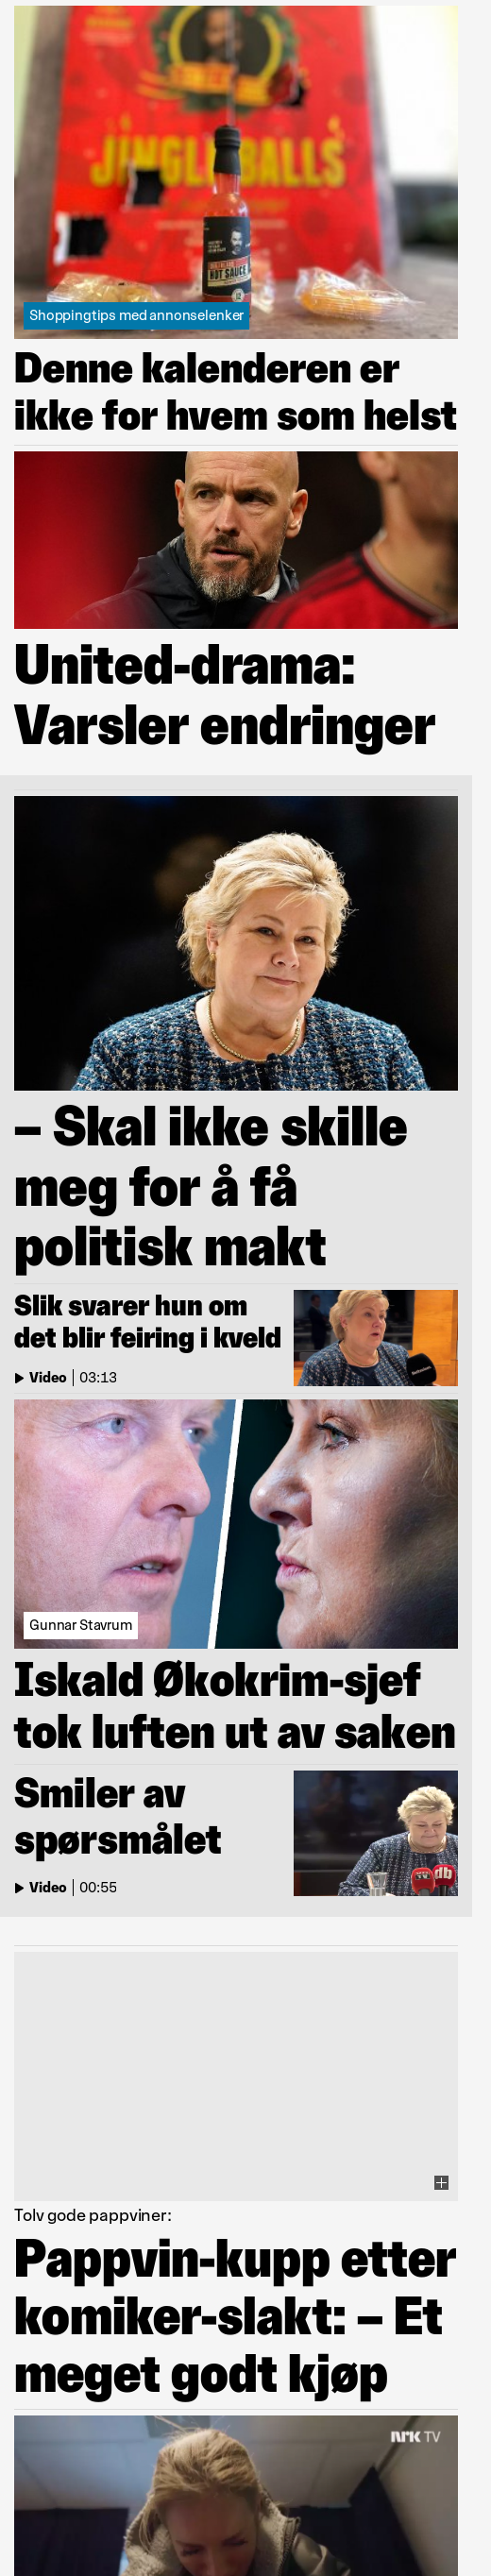 JINGLE BALLS
HOT SAUCE
Shoppingtips med annonselenker
Denne kalenderen er
ikke for hvem som helst
United-drama:
Varsler endringer
– Skal ikke skille
meg for å få
politisk makt
Slik svarer hun om
det blir feiring i kveld
Video | 03:13
Gunnar Stavrum
Iskald Økokrim-sjef
tok luften ut av saken
Smiler av
spørsmålet
db
Video | 00:55
Tolv gode pappviner:
Pappvin-kupp etter
komiker-slakt: – Et
meget godt kjøp
NRK TV